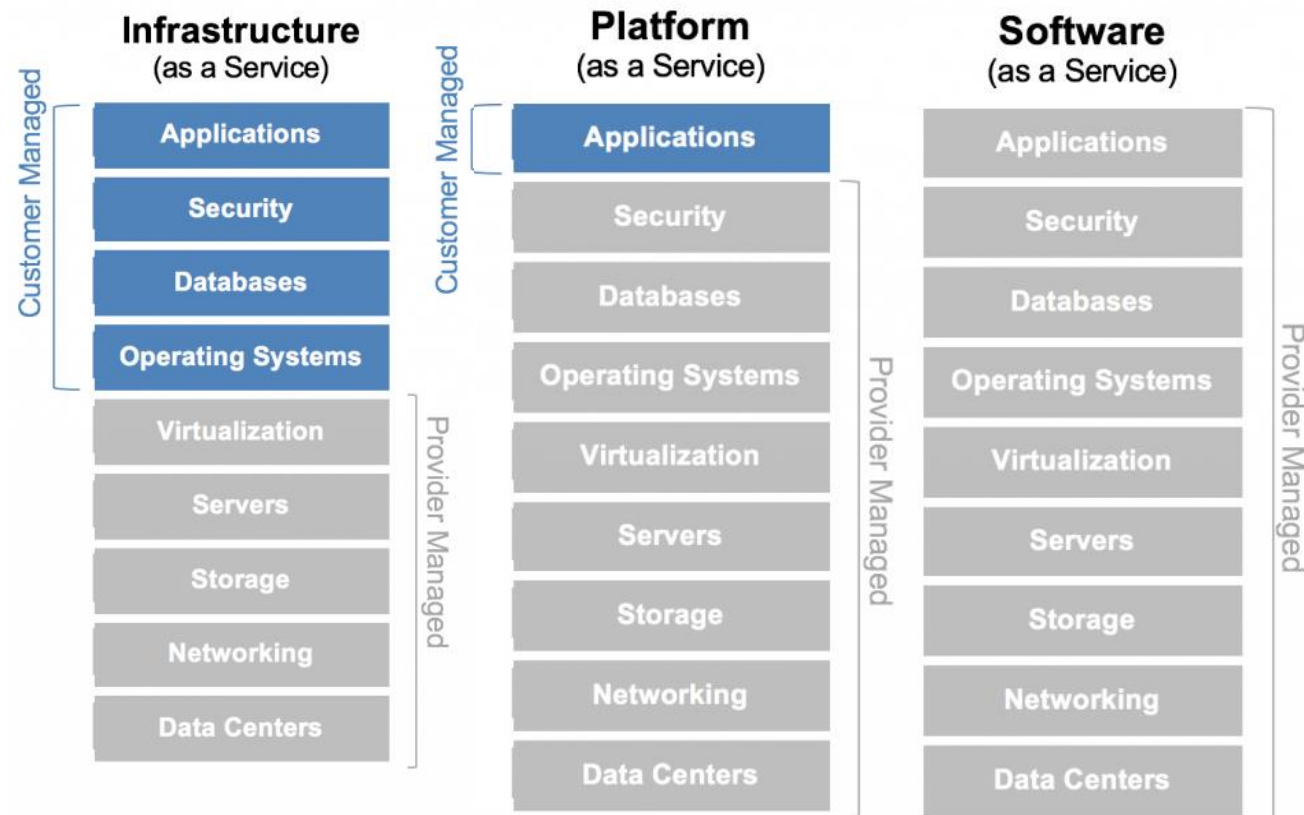 Infrastructure
(as a Service)
Customer Managed
Applications
Security
Databases
Operating Systems
Virtualization
Servers
Storage
Networking
Data Centers
Provider Managed
Platform
(as a Service)
Customer Managed
Applications
Security
Databases
Operating Systems
Virtualization
Servers
Storage
Networking
Data Centers
Provider Managed
Software
(as a Service)
Applications
Security
Databases
Operating Systems
Virtualization
Servers
Storage
Networking
Data Centers
Provider Managed